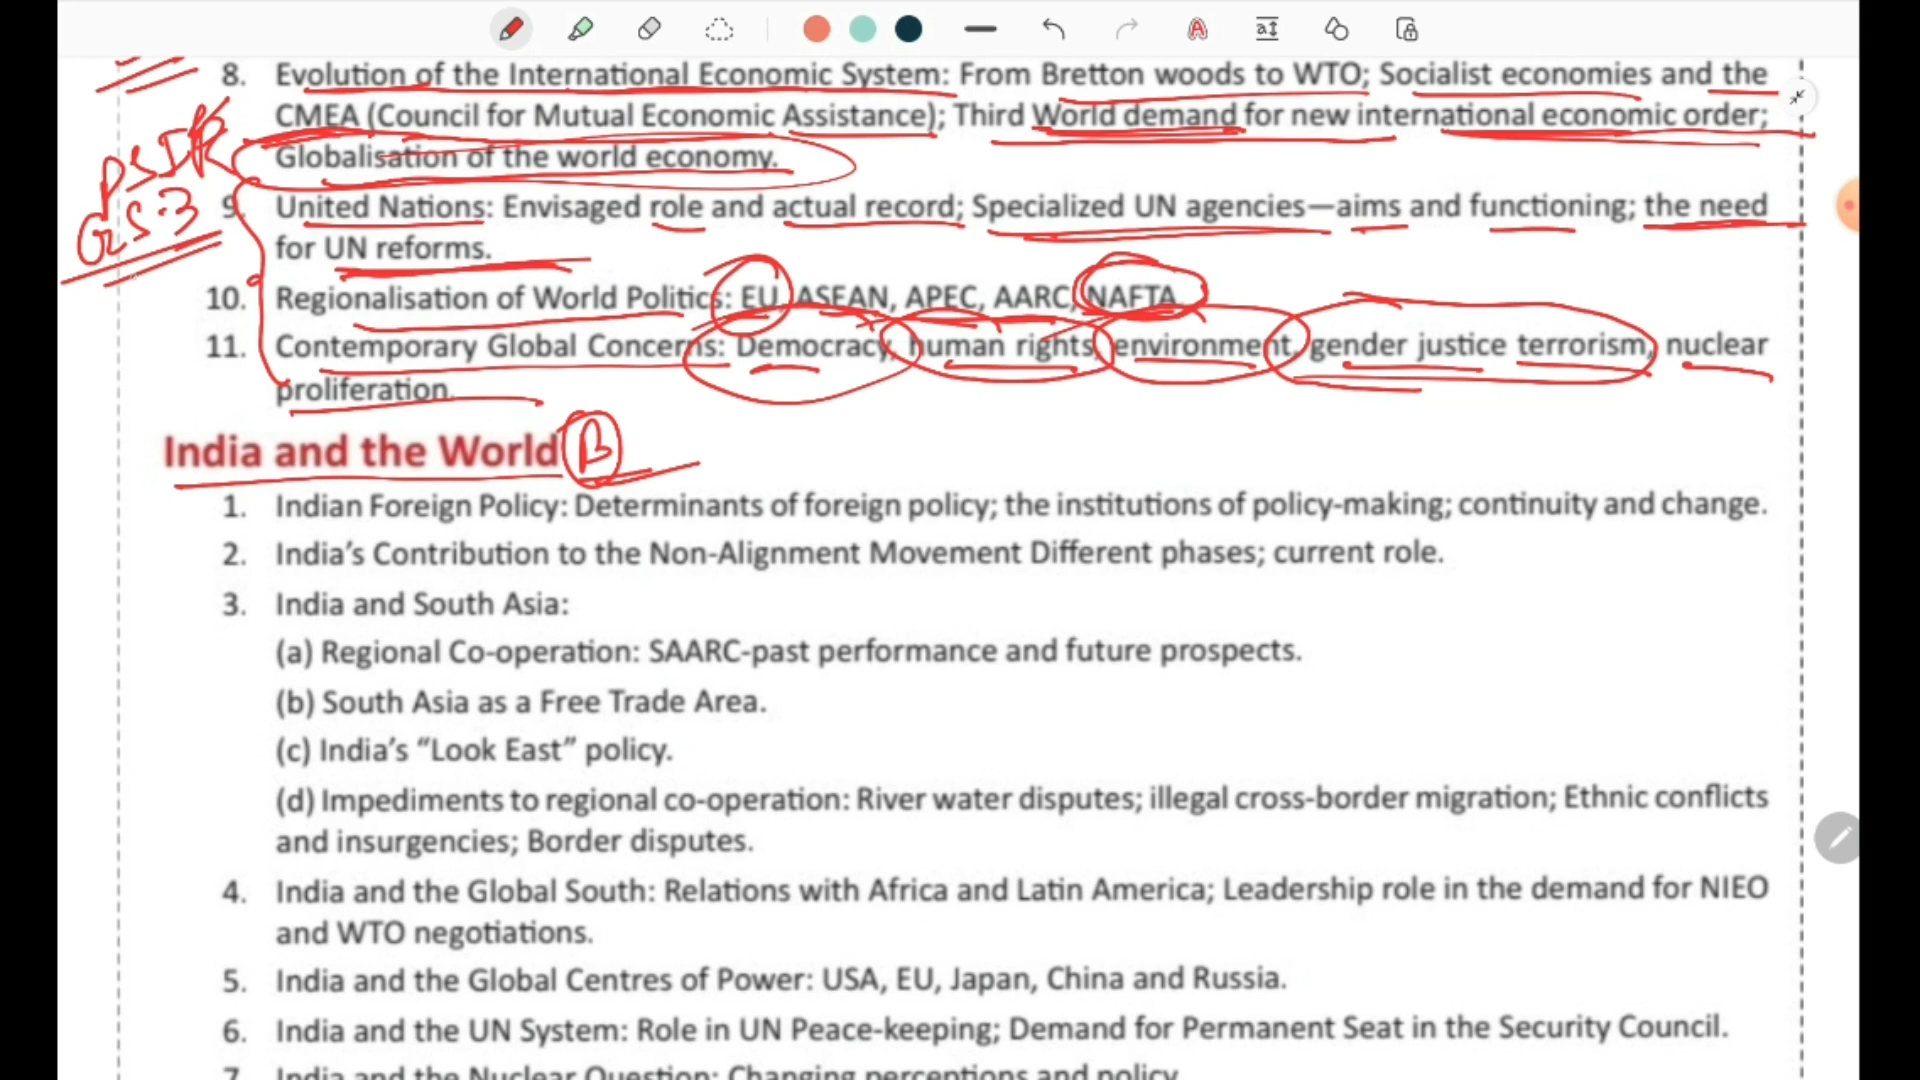 8. Evolution of the International Economic System: From Bretton woods to WTO; Socialist economies and the
CMEA (Council for Mutual Economic Assistance); Third World demand for new international economic order;
Globalisation of the world economy.
PSIR
GS.3
9. United Nations: Envisaged role and actual record; Specialized UN agencies—aims and functioning; the need
for UN reforms.
10. Regionalisation of World Politics: EU, ASEAN, APEC, AARC, NAFTA.
11. Contemporary Global Concerns: Democracy, human rights, environment, gender justice terrorism, nuclear
proliferation.
India and the World B
1. Indian Foreign Policy: Determinants of foreign policy; the institutions of policy-making; continuity and change.
2. India's Contribution to the Non-Alignment Movement Different phases; current role.
3. India and South Asia:
(a) Regional Co-operation: SAARC-past performance and future prospects.
(b) South Asia as a Free Trade Area.
(c) India's "Look East" policy.
(d) Impediments to regional co-operation: River water disputes; illegal cross-border migration; Ethnic conflicts
and insurgencies; Border disputes.
4. India and the Global South: Relations with Africa and Latin America; Leadership role in the demand for NIEO
and WTO negotiations.
5. India and the Global Centres of Power: USA, EU, Japan, China and Russia.
6. India and the UN System: Role in UN Peace-keeping; Demand for Permanent Seat in the Security Council.
7. India and the Nuclear Question: Changing perceptions and policy.